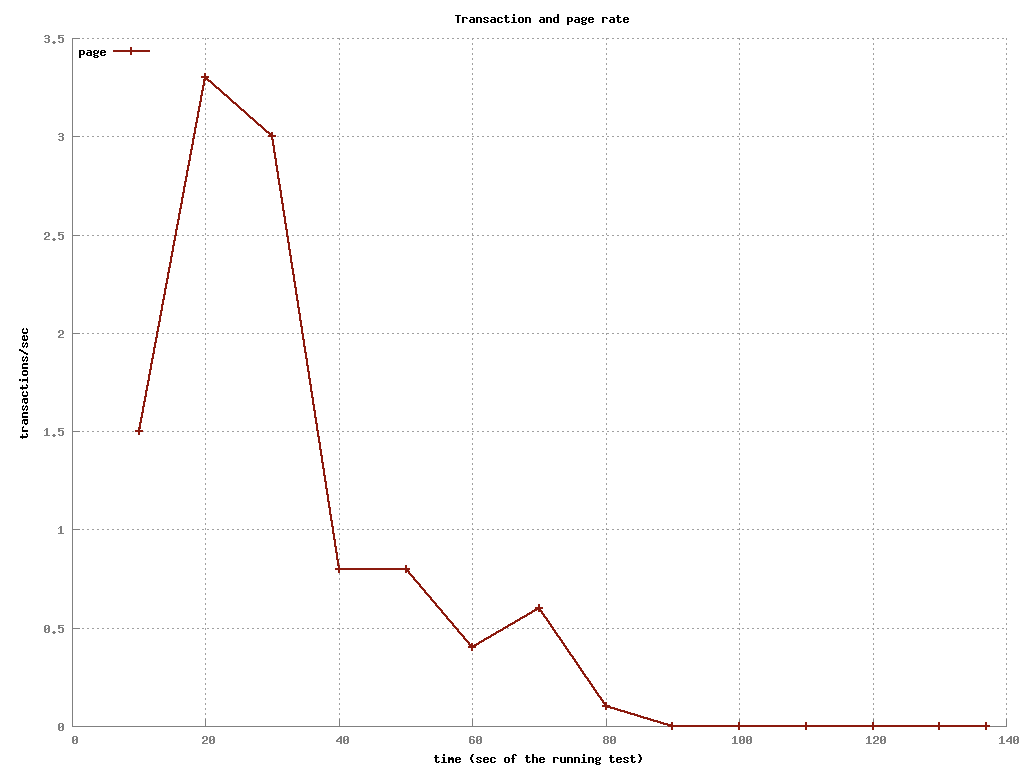 Transaction and page rate
page
3.5
3
2.5
2
1.5
1
0.5
0
transactions/sec
0 20 40 60 80 100 120 140
time (sec of the running test)